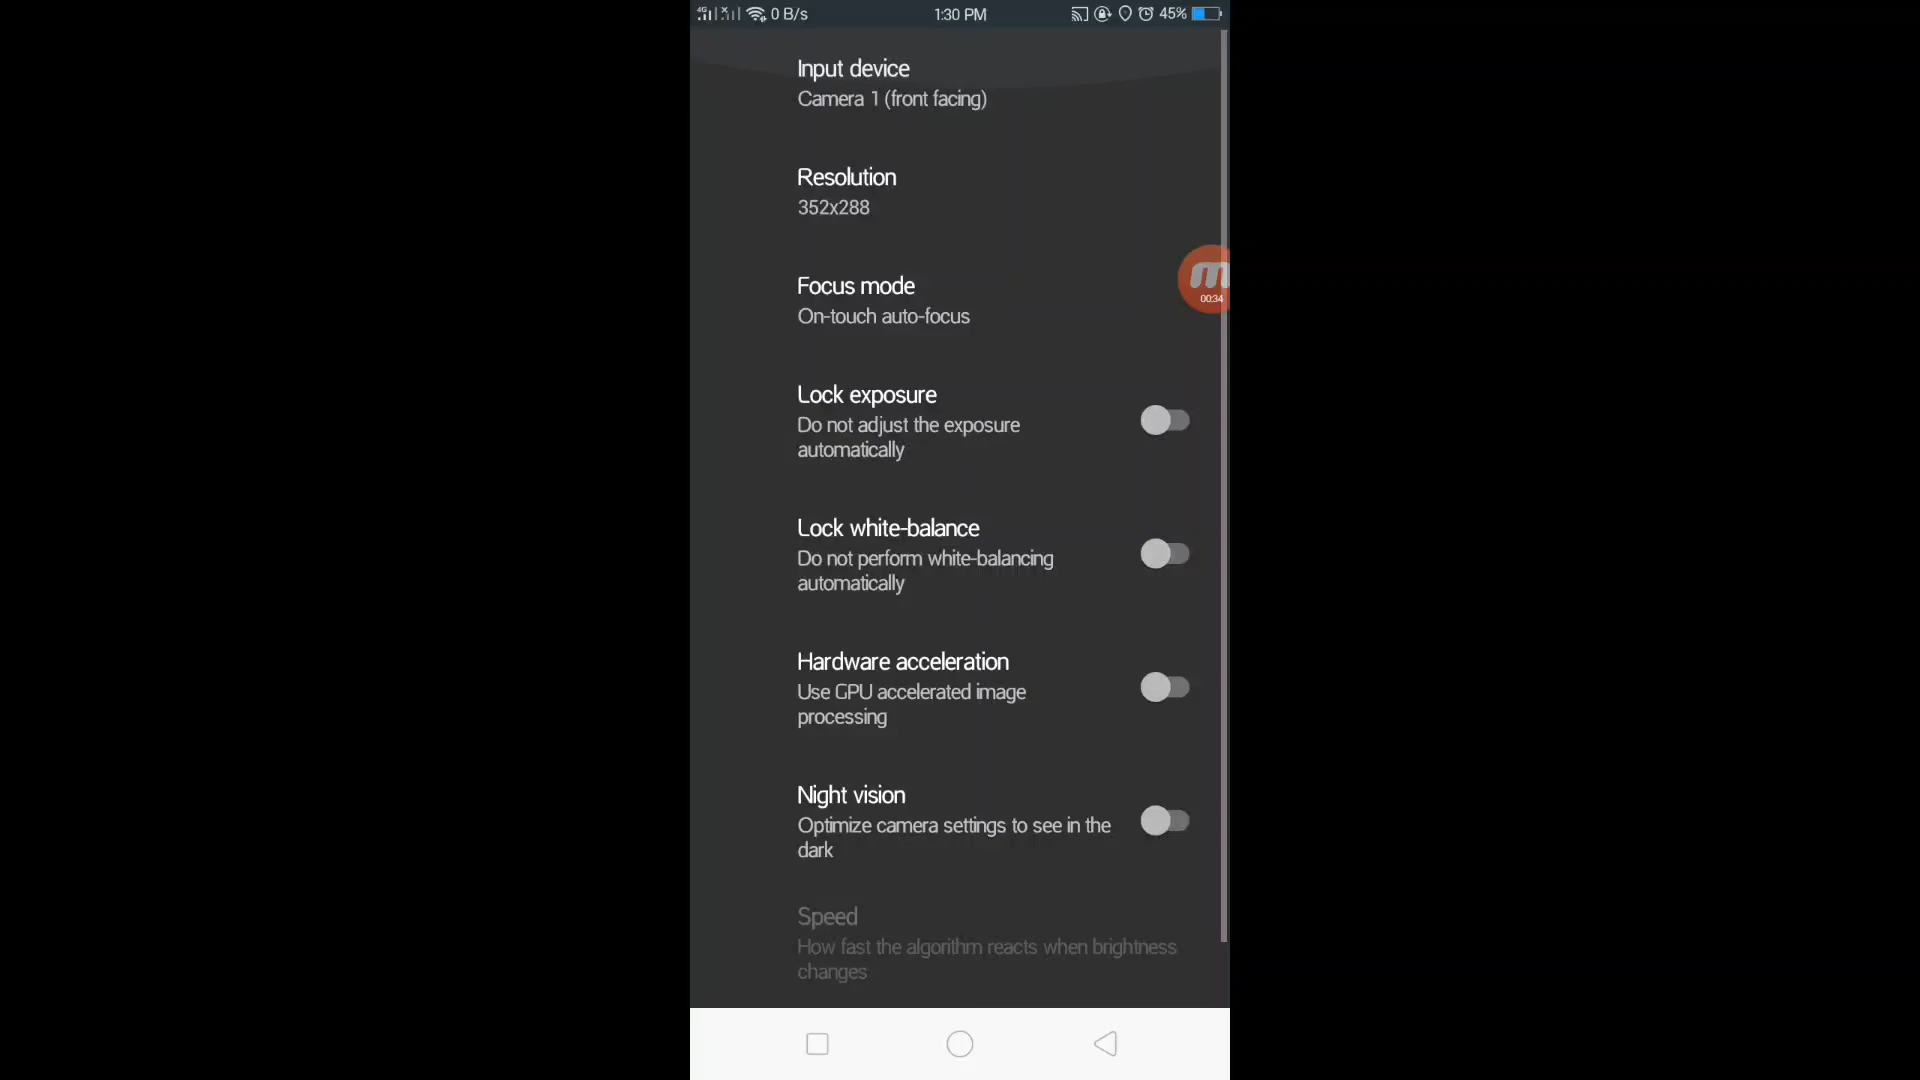 4G 0 B/s 1:30 PM 45%
Input device
Camera 1 (front facing)
Resolution
352x288
Focus mode
On-touch auto-focus
00:34
Lock exposure
Do not adjust the exposure
automatically
Lock white-balance
Do not perform white-balancing
automatically
Hardware acceleration
Use GPU accelerated image
processing
Night vision
Optimize camera settings to see in the
dark
Speed
How fast the algorithm reacts when brightness
changes